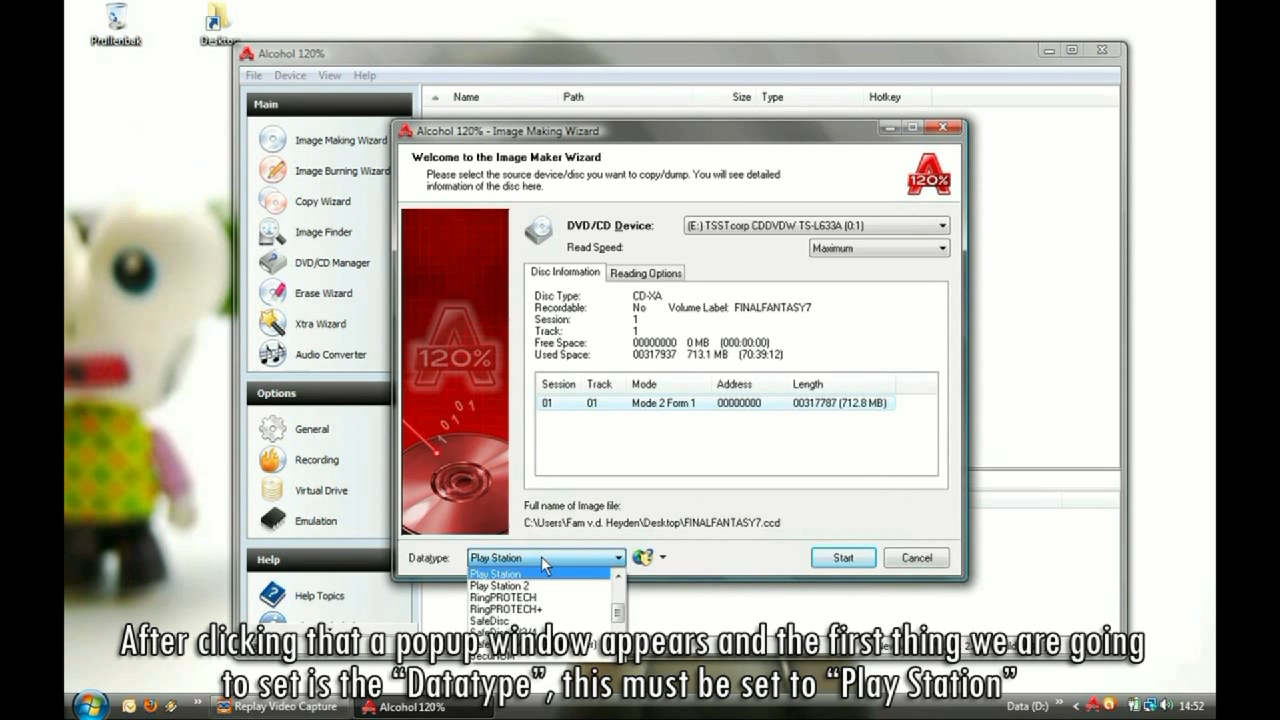 Prullenbak
Desktop
Alcohol 120%
File Device View Help
Main
Name Path Size Type Hotkey
Image Making Wizard
Image Burning Wizard
Copy Wizard
Image Finder
DVD/CD Manager
Erase Wizard
Xtra Wizard
Audio Converter
Options
General
Recording
Virtual Drive
Emulation
Help
Help Topics
Alcohol 120% - Image Making Wizard
Welcome to the Image Maker Wizard
Please select the source device/disc you want to copy/dump. You will see detailed
information of the disc here.
120%
DVD/CD Device: (E:) TSSTcorp CDDVDW TS-L633A (0:1)
Read Speed: Maximum
Disc Information Reading Options
Disc Type: CD-XA
Recordable: No Volume Label: FINALFANTASY7
Session: 1
Track: 1
Free Space: 00000000 0 MB (000:00:00)
Used Space: 00317937 713.1 MB (70:39:12)
Session Track Mode Address Length
01 01 Mode 2 Form 1 00000000 00317787 (712.8 MB)
120%
Full name of Image file:
C:\Users\Fam v.d. Heyden\Desktop\FINALFANTASY7.ccd
Datatype: Play Station Start Cancel
Play Station
Play Station 2
RingPROTECH
RingPROTECH+
SafeDisc
After clicking that a popup window appears and the first thing we are going
to set is the "Datatype", this must be set to "Play Station"
Replay Video Capture Alcohol 120% Data (D:) 14:52